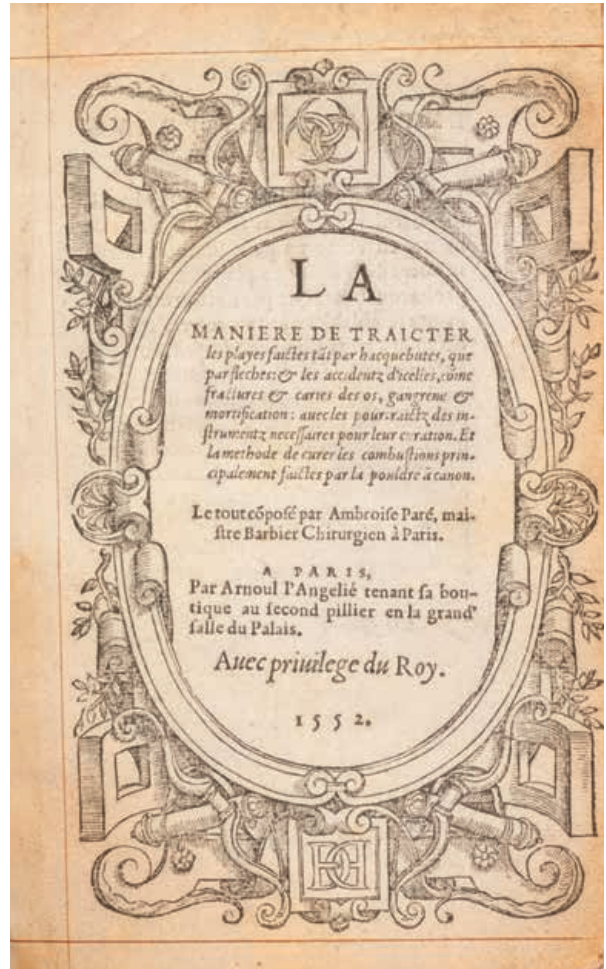 LA
MANIERE DE TRAICTER
les playes faictes tãt par hacquebutes, que
par fleches: & les accidentz d'icelles, cõme
fractures & caries des os, gangrene &
mortification: auec les pourtraictz des in-
ſtrumentz neceſſaires pour leur curation. Et
la methode de curer les combuſtions prin-
cipalement faictes par la pouldre à canon.
Le tout cõpoſé par Ambroiſe Paré, mai-
ſtre Barbier Chirurgien à Paris.
A PARIS,
Par Arnoul l'Angelié tenant ſa bou-
tique au ſecond pillier en la grand'
ſalle du Palais.
Auec priuilege du Roy.
1552.